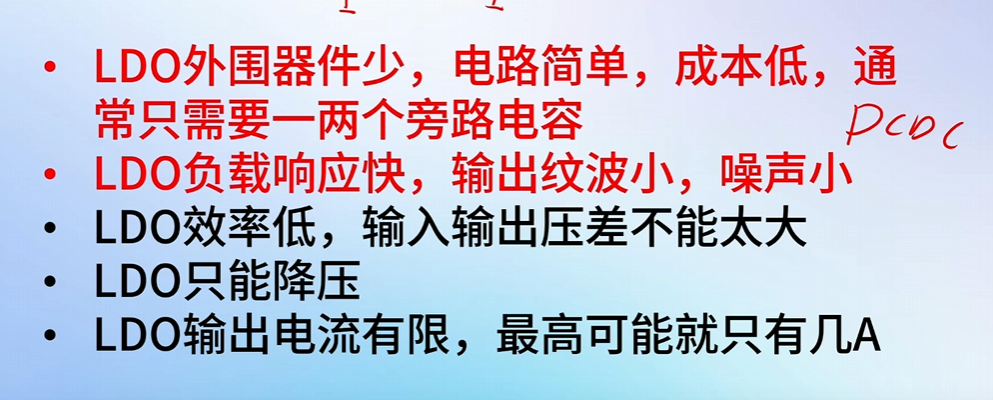 • LDO外围器件少，电路简单，成本低，通
常只需要一两个旁路电容
DCDC
• LDO负载响应快，输出纹波小，噪声小
• LDO效率低，输入输出压差不能太大
• LDO只能降压
• LDO输出电流有限，最高可能就只有几A